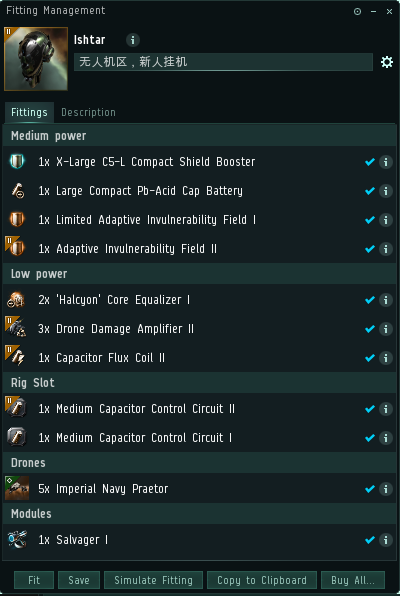 Fitting Management
Ishtar
无人机区，新人挂机
Fittings Description
Medium power
1x X-Large C5-L Compact Shield Booster
1x Large Compact Pb-Acid Cap Battery
1x Limited Adaptive Invulnerability Field I
1x Adaptive Invulnerability Field II
Low power
2x 'Halcyon' Core Equalizer I
3x Drone Damage Amplifier II
1x Capacitor Flux Coil II
Rig Slot
1x Medium Capacitor Control Circuit II
1x Medium Capacitor Control Circuit I
Drones
5x Imperial Navy Praetor
Modules
1x Salvager I
Fit Save Simulate Fitting Copy to Clipboard Buy All...